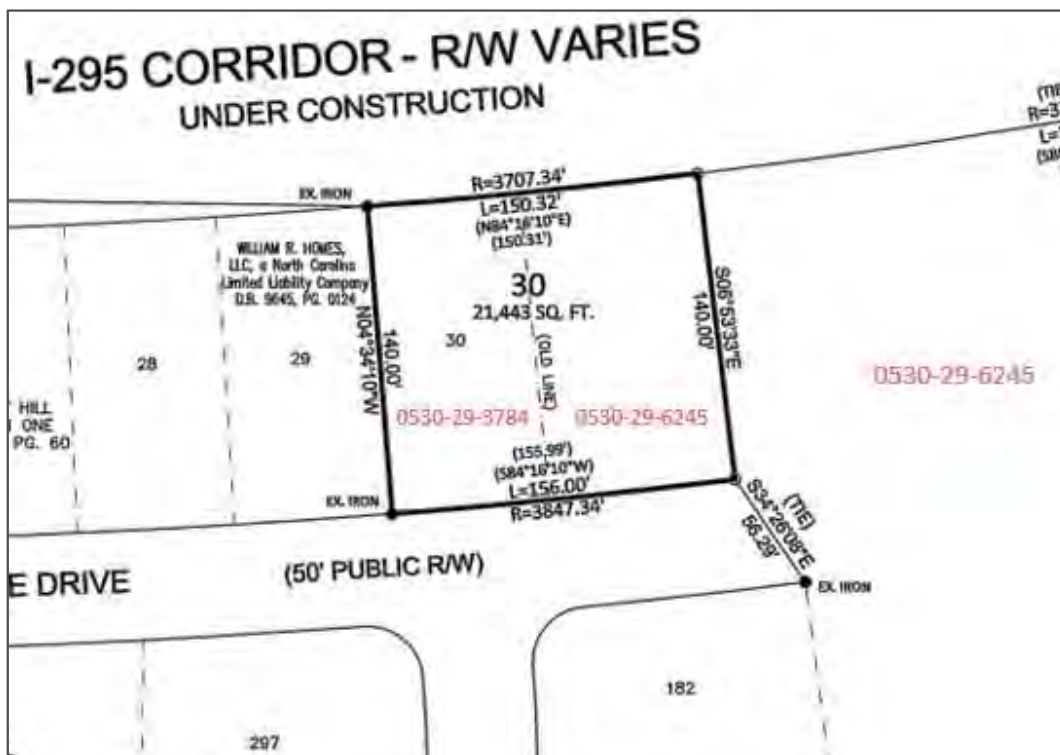 I-295 CORRIDOR - R/W VARIES
UNDER CONSTRUCTION
R=3
L=
EX. IRON
R=3707.34'
L=150.32'
(N84°16'10"E)
(150.31')
WILLIAM R. HOMES,
LLC, a North Carolina
Limited Liability Company
D.B. 9645, PG. 0124
30
21,443 SQ. FT.
30
(OLD LINE)
28
29
N04°34'10"W
140.00'
S06°53'33"E
140.00'
0530-29-6245
HILL
ONE
PG. 60
0530-29-3784
0530-29-6245
(155.99')
(S84°16'10"W)
L=156.00'
R=3847.34'
EX. IRON
(TIE)
S34°26'08"E
56.29'
EX. IRON
E DRIVE
(50' PUBLIC R/W)
182
297